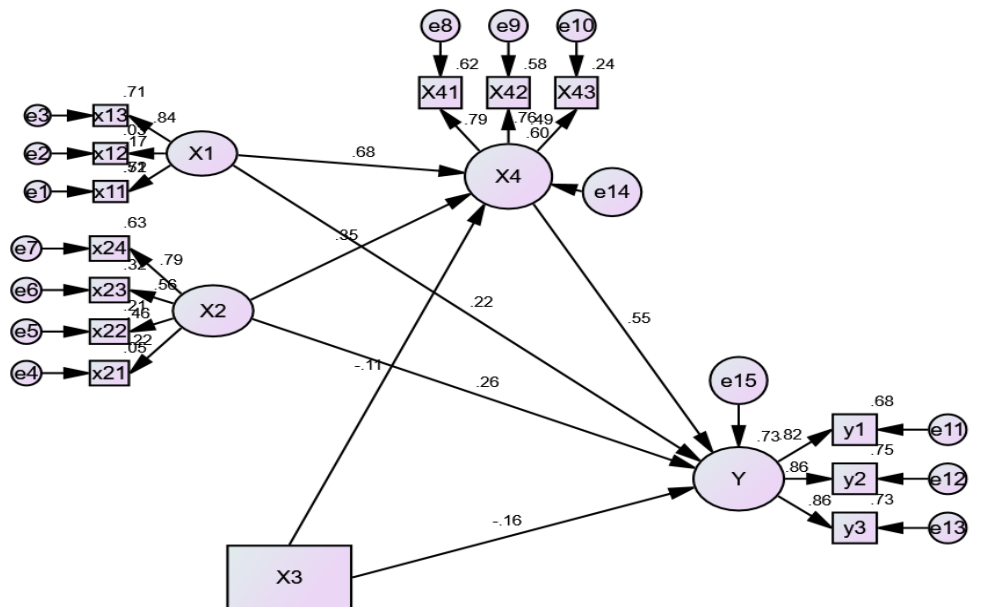 e8 e9 e10
.62 .58 .24
X41 X42 X43
.79 .76 .49
.60
.71
e3 x13 .84
.03
e2 x12 .17 X1 .68 X4
e1 x11 e14
.63
e7 x24 .79 .35
.32
e6 x23 .56 X2 .22
.21
e5 x22 .46 .55
.22
e4 x21 .05
-.11 .26 e15
.68
.73 .82 y1 e11
.75
Y .86 y2 e12
.86 .73
-.16 y3 e13
X3